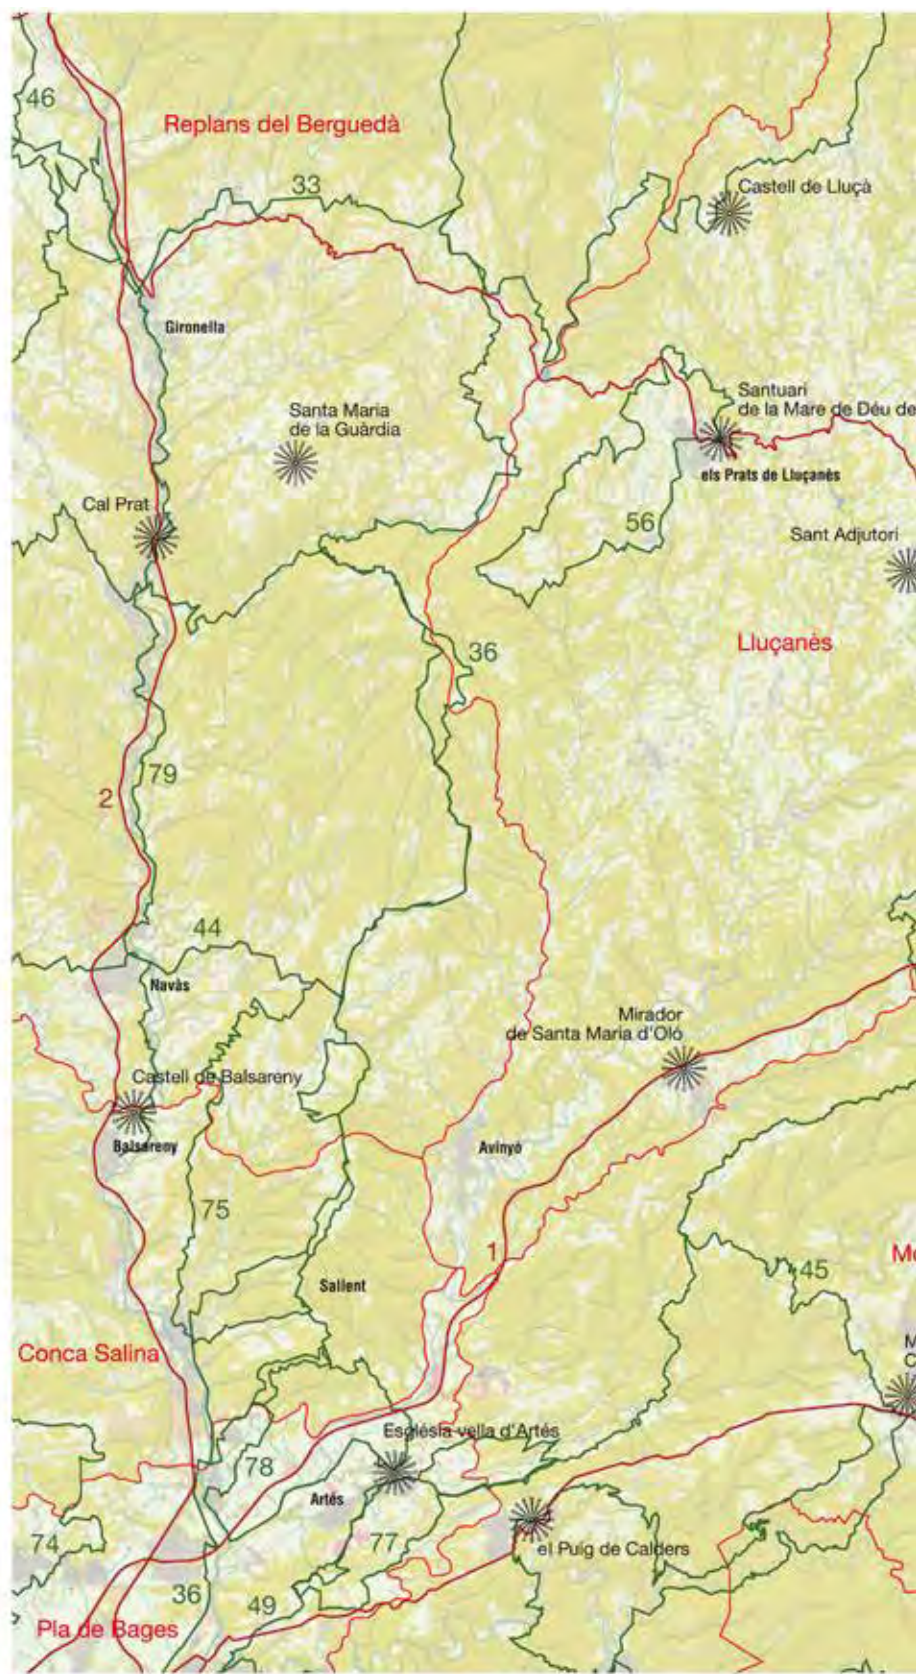 46
Replans del Berguedà
33
Castell de Lluçà
Gironella
Santa Maria
de la Guàrdia
Santuari
de la Mare de Déu de
els Prats de Lluçanès
Cal Prat
56
Sant Adjutori
Lluçanès
36
79
2
44
Navàs
Mirador
de Santa Maria d'Oló
Castell de Balsareny
Balsareny
Avinyó
75
1
45
Sallent
Conca Salina
Església vella d'Artés
78
Artés
77
el Puig de Calders
74
36
49
Pla de Bages